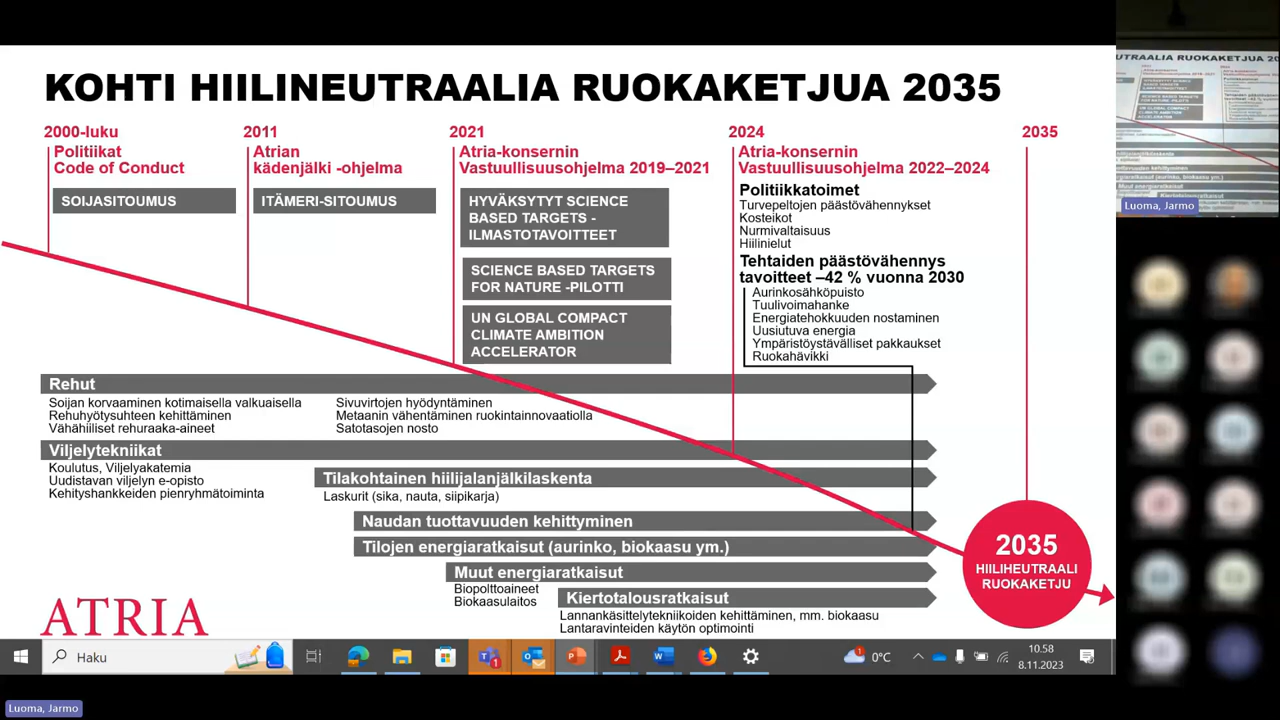 KOHTI HIILINEUTRAALIA RUOKAKETJUA 2035
2000-luku
Politiikat
Code of Conduct
SOIJASITOUMUS
2011
Atrian
kädenjälki -ohjelma
ITÄMERI-SITOUMUS
2021
Atria-konsernin
Vastuullisuusohjelma 2019–2021
HYVÄKSYTYT SCIENCE
BASED TARGETS -
ILMASTOTAVOITTEET
SCIENCE BASED TARGETS
FOR NATURE -PILOTTI
UN GLOBAL COMPACT
CLIMATE AMBITION
ACCELERATOR
2024
Atria-konsernin
Vastuullisuusohjelma 2022–2024
Politiikkatoimet
Turvepeltojen päästövähennykset
Kosteikot
Nurmivaltaisuus
Hiilinielut
Tehtaiden päästövähennys
tavoitteet –42 % vuonna 2030
Aurinkosähköpuisto
Tuulivoimahanke
Energiatehokkuuden nostaminen
Uusiutuva energia
Ympäristöystävälliset pakkaukset
Ruokahävikki
2035
Rehut
Soijan korvaaminen kotimaisella valkuaisella
Rehuhyötysuhteen kehittäminen
Vähähiiliset rehuraaka-aineet
Sivuvirtojen hyödyntäminen
Metaanin vähentäminen ruokintainnovaatiolla
Satotasojen nosto
Viljelytekniikat
Koulutus, Viljelyakatemia
Uudistavan viljelyn e-opisto
Kehityshankkeiden pienryhmätoiminta
Tilakohtainen hiilijalanjälkilaskenta
Laskurit (sika, nauta, siipikarja)
Naudan tuottavuuden kehittyminen
Tilojen energiaratkaisut (aurinko, biokaasu ym.)
Muut energiaratkaisut
Biopolttoaineet
Biokaasulaitos
Kiertotalousratkaisut
Lannankäsittelytekniikoiden kehittäminen, mm. biokaasu
Lantaravinteiden käytön optimointi
2035
HIILIHEUTRAALI
RUOKAKETJU
ATRIA
Haku
1
1
0°C
10.58
8.11.2023
Luoma, Jarmo
Luoma, Jarmo